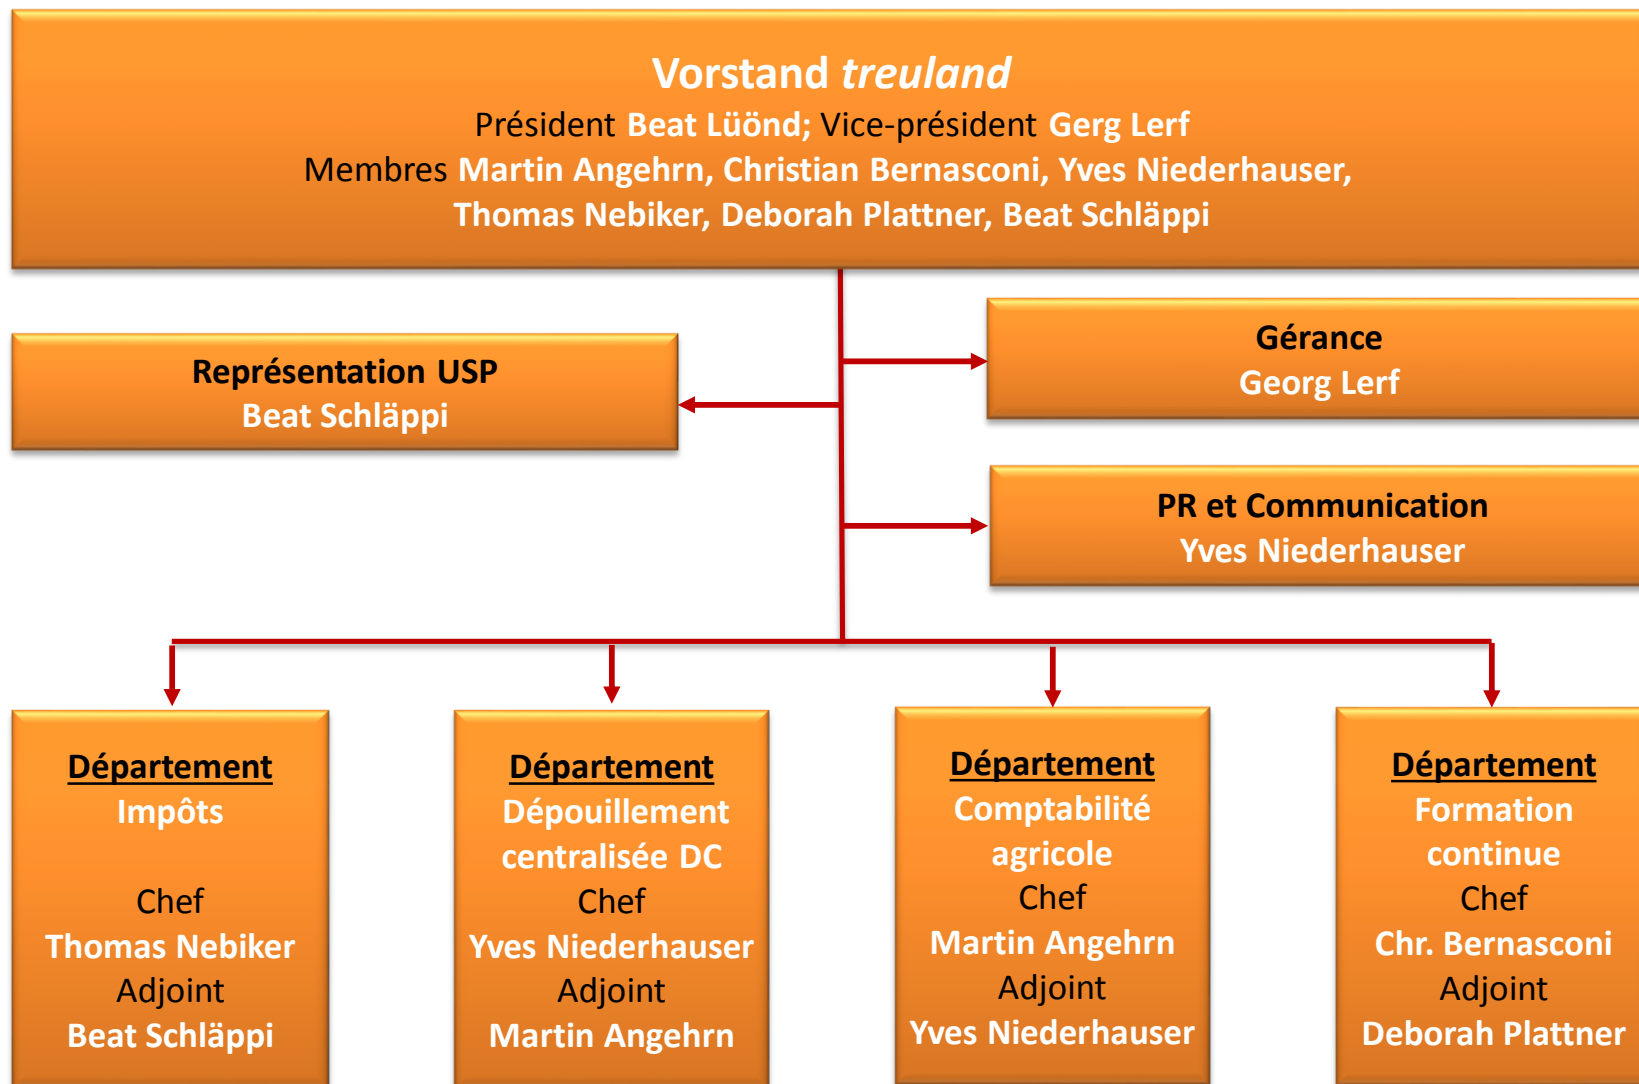 Vorstand treuland
Président Beat Lüönd; Vice-président Gerg Lerf
Membres Martin Angehrn, Christian Bernasconi, Yves Niederhauser,
Thomas Nebiker, Deborah Plattner, Beat Schläppi
Représentation USP
Beat Schläppi
Gérance
Georg Lerf
PR et Communication
Yves Niederhauser
Département
Impôts
Chef
Thomas Nebiker
Adjoint
Beat Schläppi
Département
Dépouillement
centralisée DC
Chef
Yves Niederhauser
Adjoint
Martin Angehrn
Département
Comptabilité
agricole
Chef
Martin Angehrn
Adjoint
Yves Niederhauser
Département
Formation
continue
Chef
Chr. Bernasconi
Adjoint
Deborah Plattner